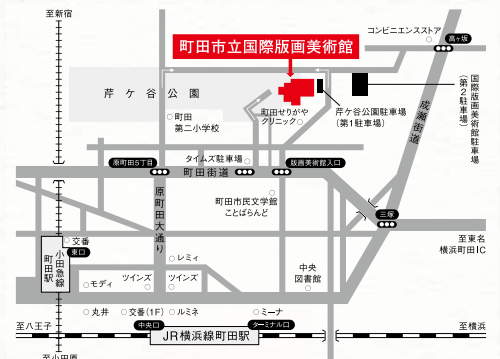 至新宿
コンビニエンスストア
高ヶ坂
町田市立国際版画美術館
芹ケ谷公園
町田
第二小学校
町田せりがや
クリニック
芹ケ谷公園駐車場
（第1駐車場）
国際版画美術館駐車場
（第2駐車場）
成瀬街道
原町田5丁目
タイムズ駐車場
町田街道
版画美術館入口
原町田大通り
町田市民文学館
ことばらんど
三塚
至東名
横浜町田IC
交番
東口
小田急線
町田駅
レミィ
モディ
ツインズ
ツインズ
中央
図書館
丸井
交番(1F)
ルミネ
ミーナ
至八王子
中央口
ターミナル口
至横浜
JR横浜線町田駅
至小田原